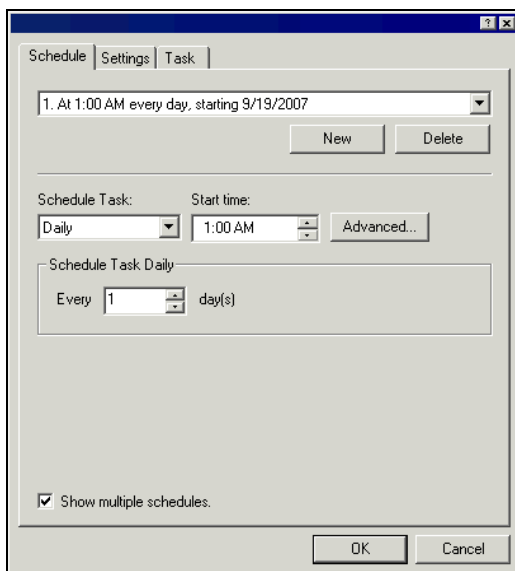 Schedule Settings Task
1. At 1:00 AM every day, starting 9/19/2007
New Delete
Schedule Task: Start time:
Daily 1:00 AM Advanced...
Schedule Task Daily
Every 1 day(s)
Show multiple schedules.
OK Cancel